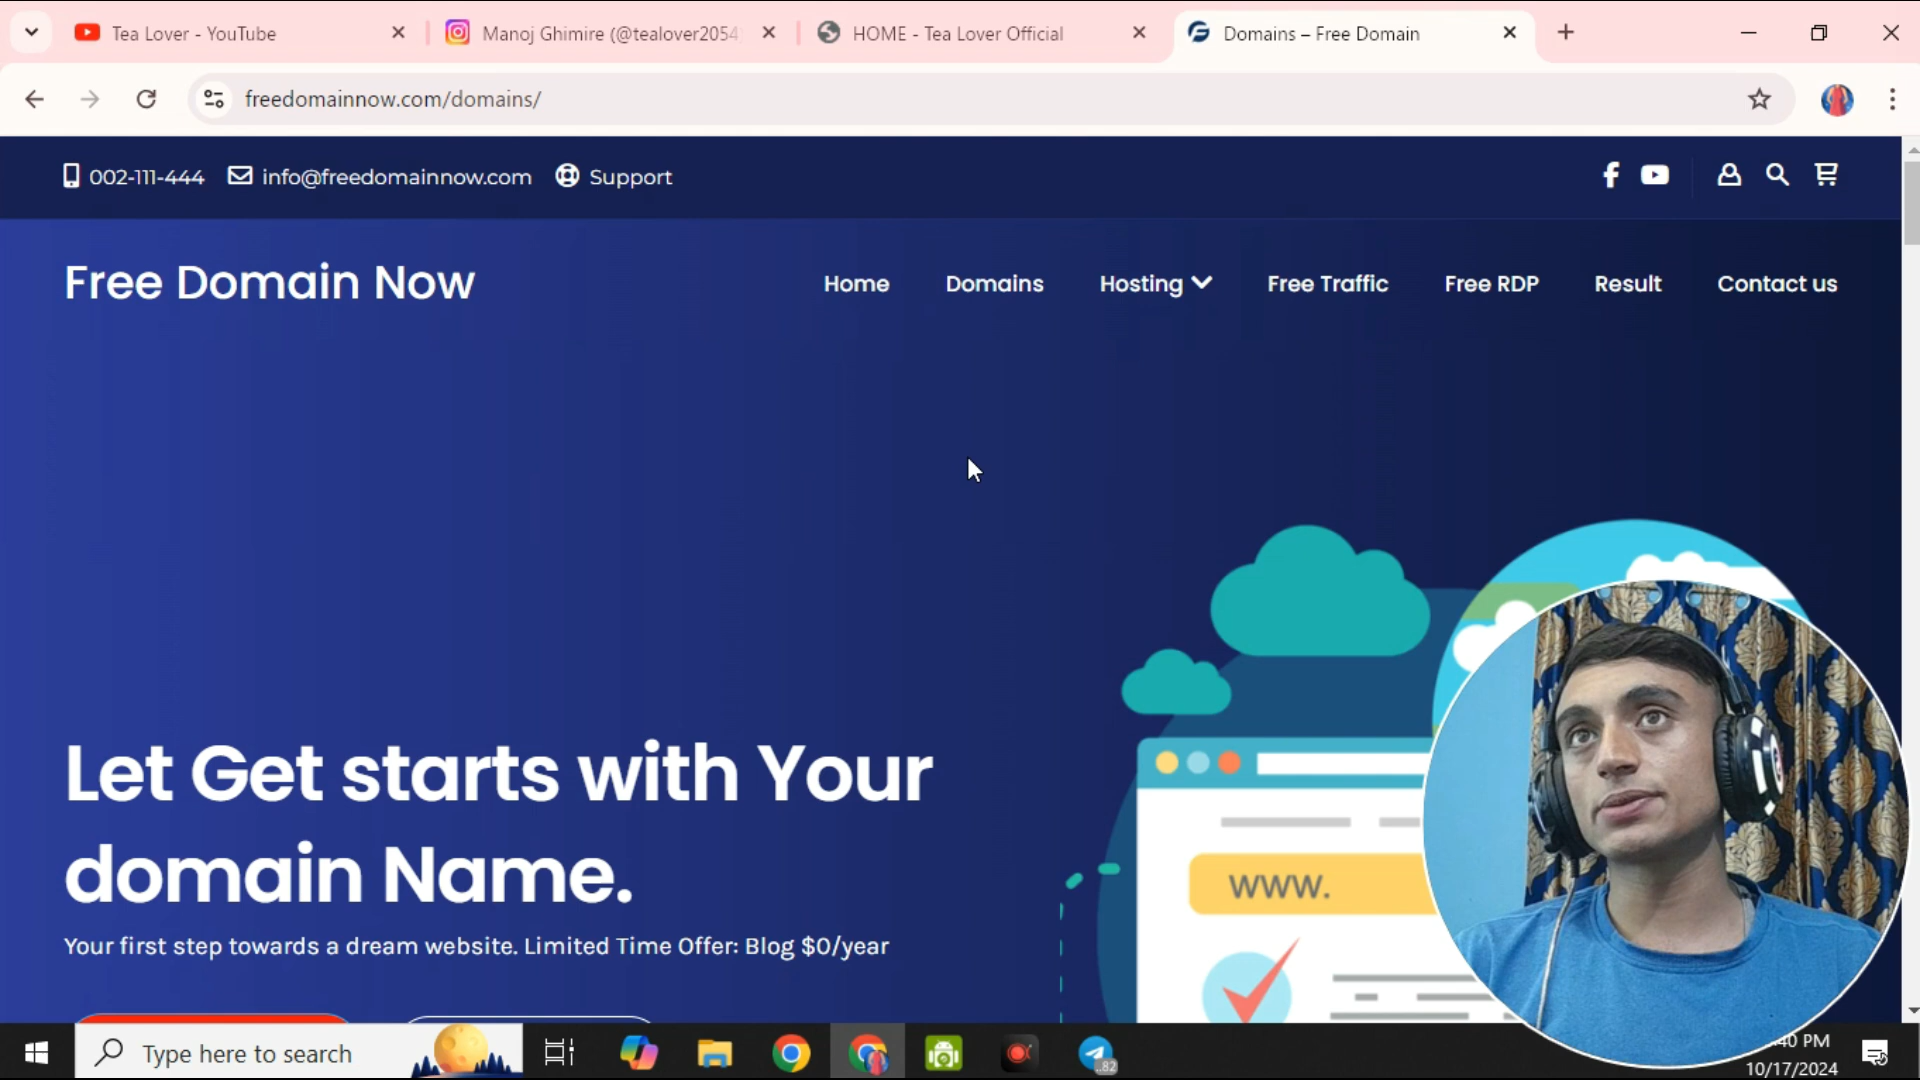 Tea Lover - YouTube
Manoj Ghimire (@tealover2054
HOME - Tea Lover Official
Domains – Free Domain
freedomainnow.com/domains/
002-111-444
info@freedomainnow.com
Support
Free Domain Now
Home
Domains
Hosting
Free Traffic
Free RDP
Result
Contact us
Let Get starts with Your
domain Name.
Your first step towards a dream website. Limited Time Offer: Blog $0/year
www.
Type here to search
..82
40 PM
10/17/2024